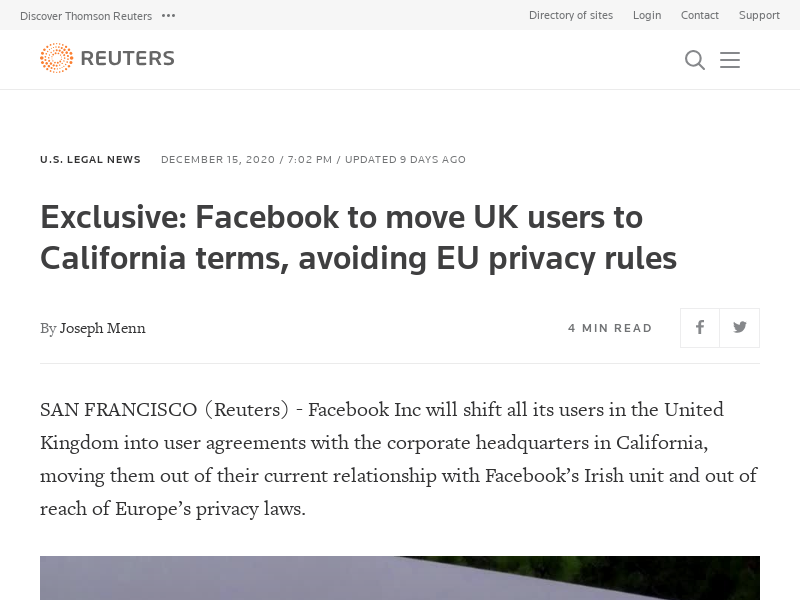 Discover Thomson Reuters
Directory of sites Login Contact Support
REUTERS
U.S. LEGAL NEWS DECEMBER 15, 2020 / 7:02 PM / UPDATED 9 DAYS AGO
Exclusive: Facebook to move UK users to
California terms, avoiding EU privacy rules
By Joseph Menn
4 MIN READ
SAN FRANCISCO (Reuters) - Facebook Inc will shift all its users in the United
Kingdom into user agreements with the corporate headquarters in California,
moving them out of their current relationship with Facebook’s Irish unit and out of
reach of Europe’s privacy laws.